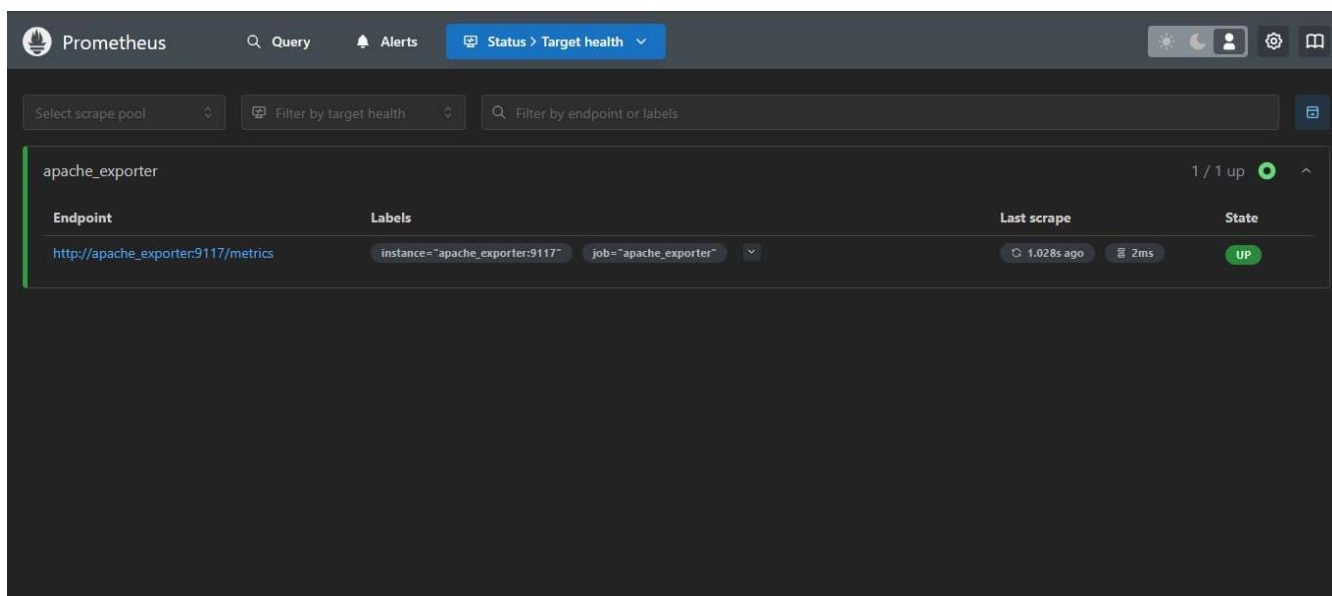 Prometheus Query Alerts Status > Target health
Select scrape pool Filter by target health Filter by endpoint or labels
apache_exporter 1 / 1 up
Endpoint Labels Last scrape State
http://apache_exporter:9117/metrics instance="apache_exporter:9117" job="apache_exporter" 1.028s ago 2ms UP